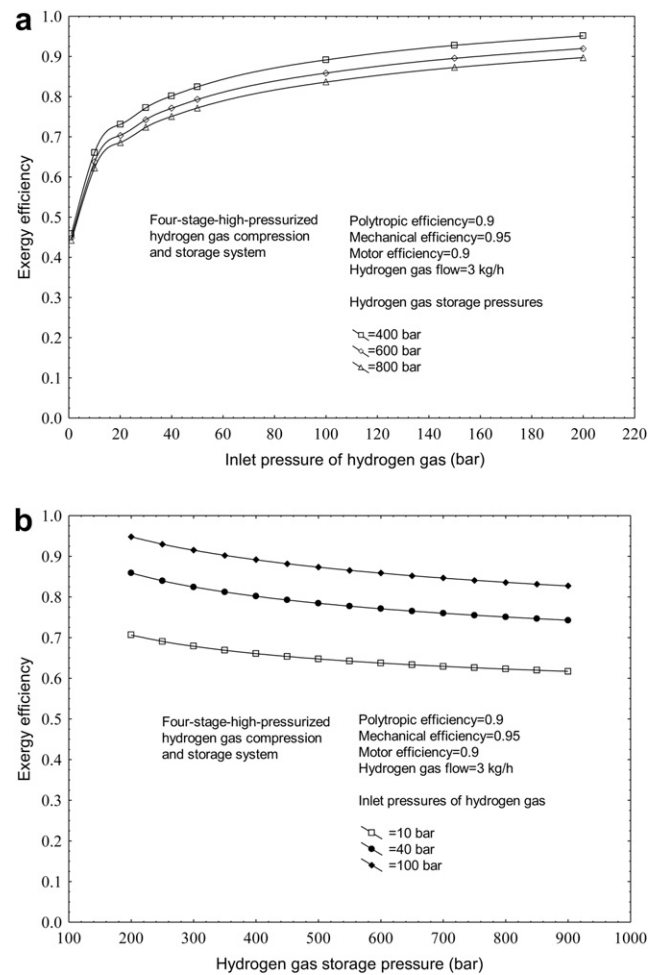 a
1.0
0.9
0.8
0.7
0.6
0.5
0.4
0.3
0.2
0.1
0.0
Exergy efficiency
Four-stage-high-pressurized
hydrogen gas compression
and storage system
Polytropic efficiency=0.9
Mechanical efficiency=0.95
Motor efficiency=0.9
Hydrogen gas flow=3 kg/h
Hydrogen gas storage pressures
=400 bar
=600 bar
=800 bar
0 20 40 60 80 100 120 140 160 180 200 220
Inlet pressure of hydrogen gas (bar)
b
1.0
0.9
0.8
0.7
0.6
0.5
0.4
0.3
0.2
0.1
0.0
Exergy efficiency
Four-stage-high-pressurized
hydrogen gas compression
and storage system
Polytropic efficiency=0.9
Mechanical efficiency=0.95
Motor efficiency=0.9
Hydrogen gas flow=3 kg/h
Inlet pressures of hydrogen gas
=10 bar
=40 bar
=100 bar
100 200 300 400 500 600 700 800 900 1000
Hydrogen gas storage pressure (bar)